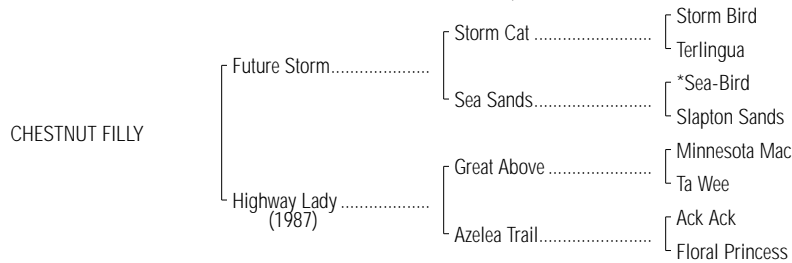 Storm Bird
Storm Cat ........................
Terlingua
Future Storm.....................
*Sea-Bird
Sea Sands........................
Slapton Sands
CHESTNUT FILLY
Minnesota Mac
Great Above .....................
Ta Wee
Highway Lady ..................
(1987)
Ack Ack
Azelea Trail.......................
Floral Princess